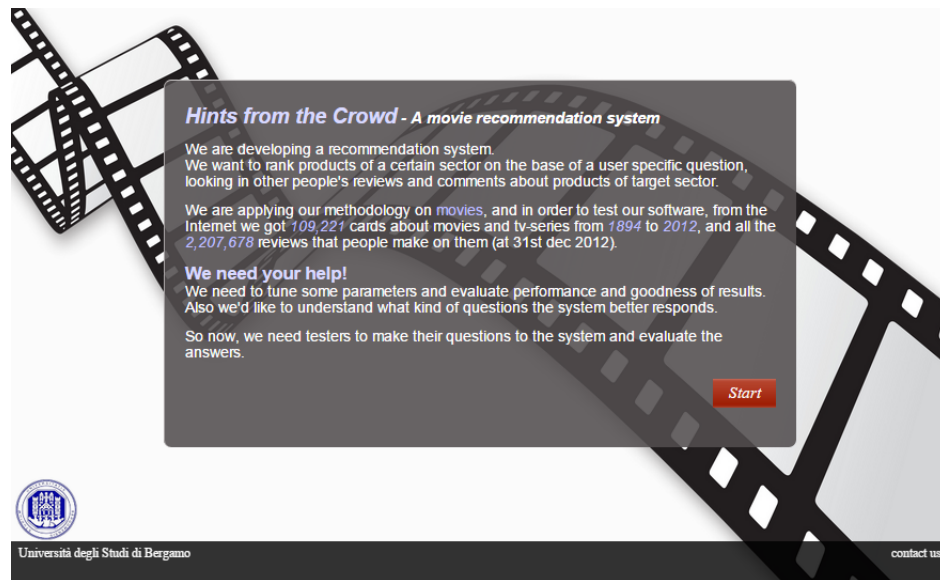 Hints from the Crowd - A movie recommendation system
We are developing a recommendation system.
We want to rank products of a certain sector on the base of a user specific question,
looking in other people's reviews and comments about products of target sector.
We are applying our methodology on movies, and in order to test our software, from the
Internet we got 109,221 cards about movies and tv-series from 1894 to 2012, and all the
2,207,678 reviews that people make on them (at 31st dec 2012).
We need your help!
We need to tune some parameters and evaluate performance and goodness of results.
Also we'd like to understand what kind of questions the system better responds.
So now, we need testers to make their questions to the system and evaluate the
answers.
Start
Università degli Studi di Bergamo
contact us